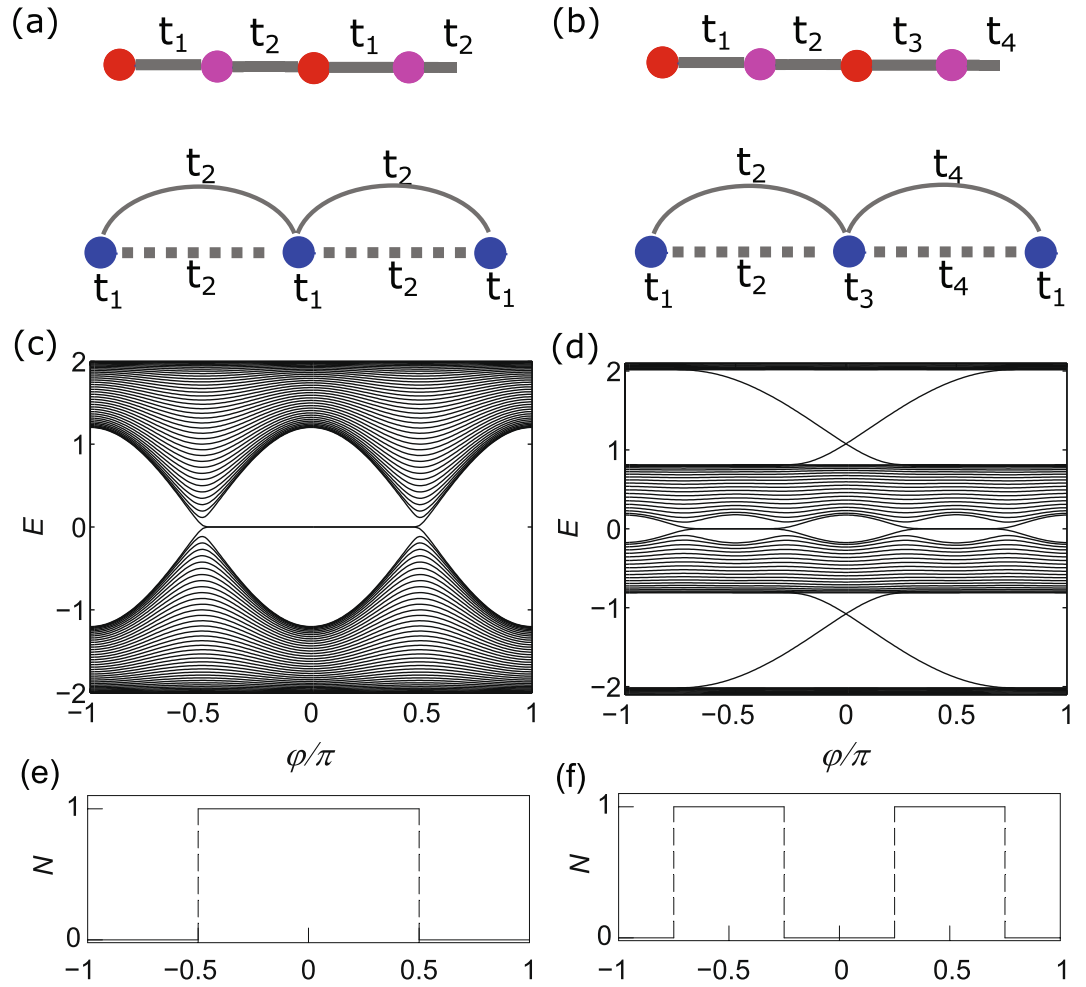 (a) (b)
t1 t2 t1 t2 t1 t2 t3 t4
t2 t2 t2 t4
t2 t2 t2 t4
t1 t1 t1 t1 t3 t1
(c) (d)
2 2
1 1
E 0 E 0
−1 −1
−2 −2
−1 −0.5 0 0.5 1 −1 −0.5 0 0.5 1
φ/π φ/π
(e) (f)
1 1
N N
0 0
−1 −0.5 0 0.5 1 −1 −0.5 0 0.5 1